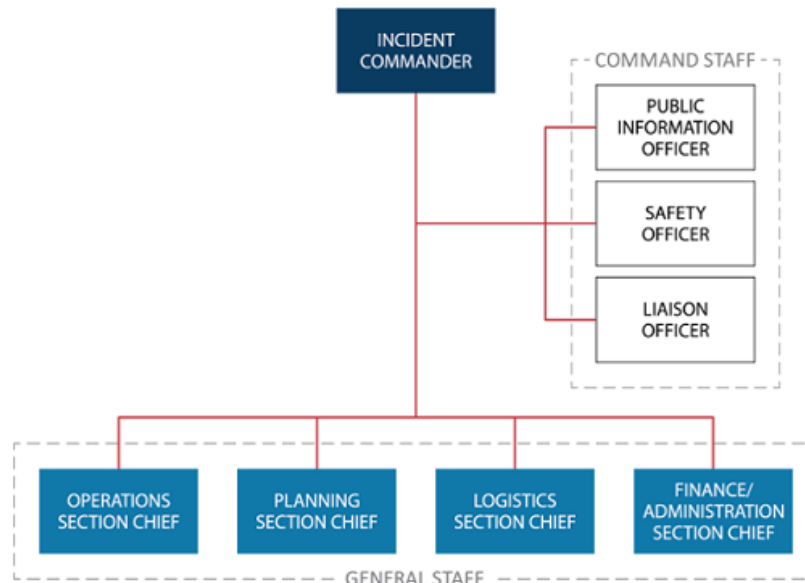 INCIDENT
COMMANDER
COMMAND STAFF
PUBLIC
INFORMATION
OFFICER
SAFETY
OFFICER
LIAISON
OFFICER
OPERATIONS
SECTION CHIEF
PLANNING
SECTION CHIEF
LOGISTICS
SECTION CHIEF
FINANCE/
ADMINISTRATION
SECTION CHIEF
GENERAL STAFF